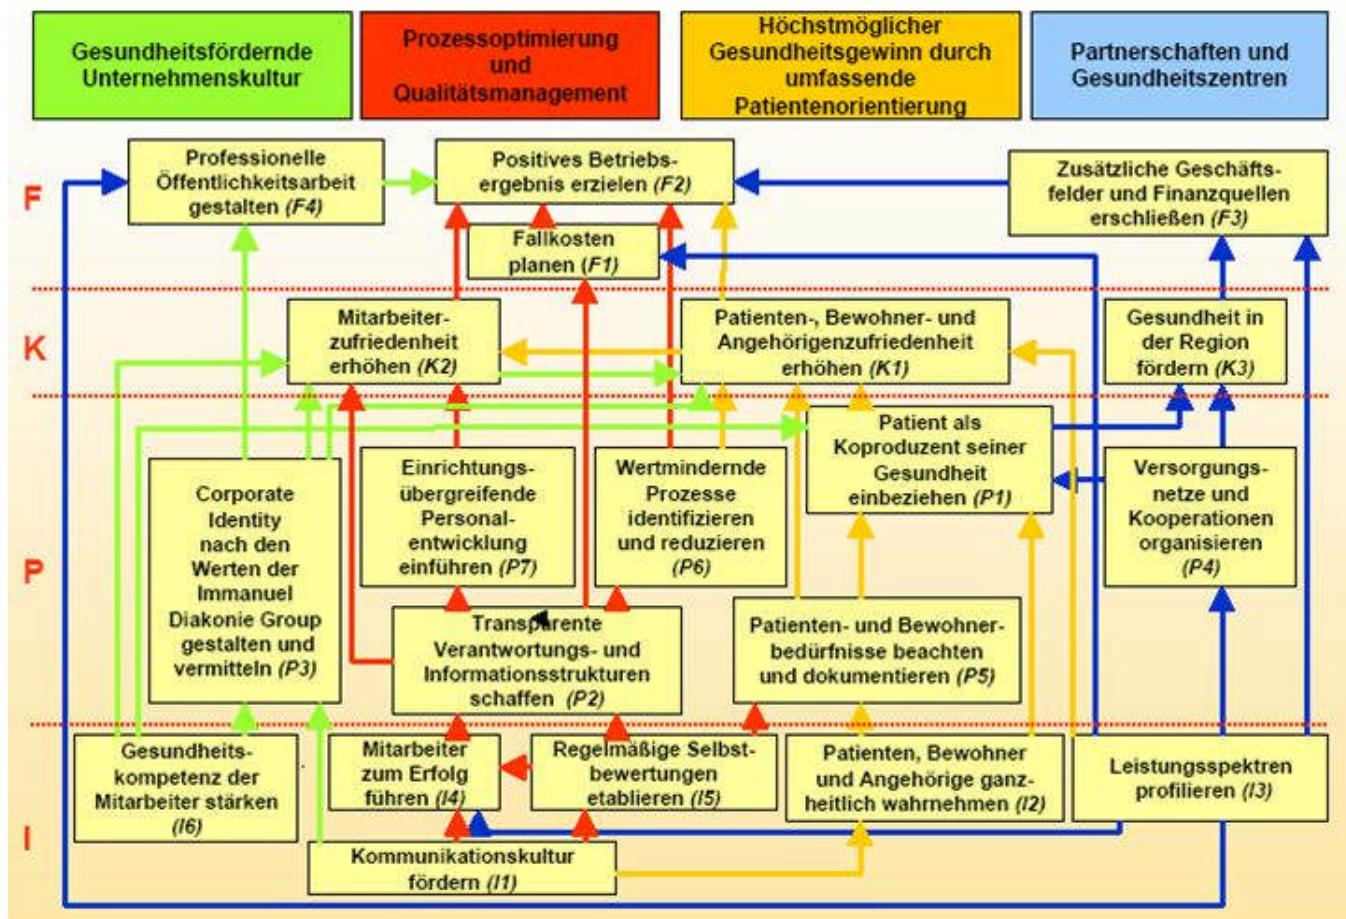 Gesundheitsfördernde
Unternehmenskultur
Prozessoptimierung
und
Qualitätsmanagement
Höchstmöglicher
Gesundheitsgewinn durch
umfassende
Patientenorientierung
Partnerschaften und
Gesundheitszentren
F
Professionelle
Öffentlichkeitsarbeit
gestalten (F4)
Positives Betriebs-
ergebnis erzielen (F2)
Zusätzliche Geschäfts-
felder und Finanzquellen
erschließen (F3)
Fallkosten
planen (F1)
K
Mitarbeiter-
zufriedenheit
erhöhen (K2)
Patienten-, Bewohner- und
Angehörigenzufriedenheit
erhöhen (K1)
Gesundheit in
der Region
fördern (K3)
P
Corporate
Identity
nach den
Werten der
Immanuel
Diakonie Group
gestalten und
vermitteln (P3)
Einrichtungs-
übergreifende
Personal-
entwicklung
einführen (P7)
Wertmindernde
Prozesse
identifizieren
und reduzieren
(P6)
Patient als
Koproduzent seiner
Gesundheit
einbeziehen (P1)
Versorgungs-
netze und
Kooperationen
organisieren
(P4)
Transparente
Verantwortungs- und
Informationsstrukturen
schaffen (P2)
Patienten- und Bewohner-
bedürfnisse beachten
und dokumentieren (P5)
I
Gesundheits-
kompetenz der
Mitarbeiter stärken
(I6)
Mitarbeiter
zum Erfolg
führen (I4)
Regelmäßige Selbst-
bewertungen
etablieren (I5)
Patienten, Bewohner
und Angehörige ganz-
heitlich wahrnehmen (I2)
Leistungsspektren
profilieren (I3)
Kommunikationskultur
fördern (I1)